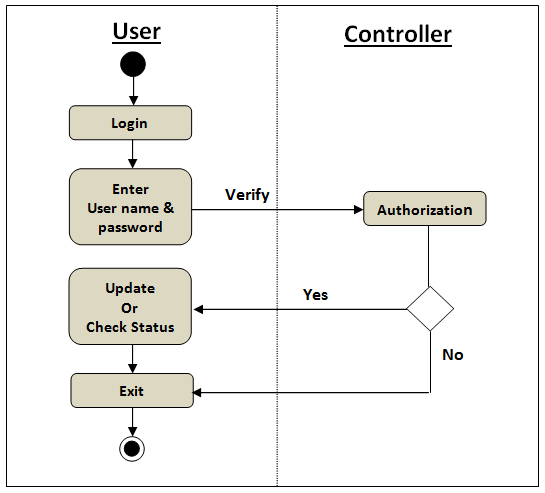 User
Controller
Login
Enter
User name &
password
Verify
Authorization
Update
Or
Check Status
Yes
No
Exit